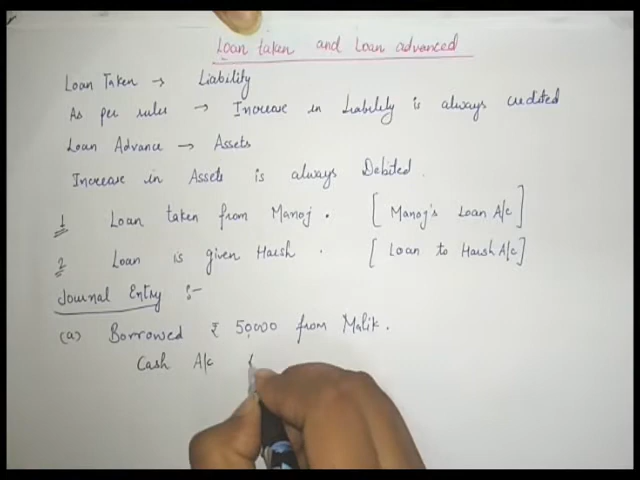 Loan taken and Loan advanced
Loan Taken → Liability
As per rules → Increase in Liability is always credited
Loan Advance → Assets
Increase in Assets is always Debited.
1 Loan taken from Manoj. [Manoj's Loan A/c]
2 Loan is given Harsh. [Loan to Harsh A/c]
Journal Entry :-
(a) Borrowed ₹ 50,000 from Malik.
Cash A/c